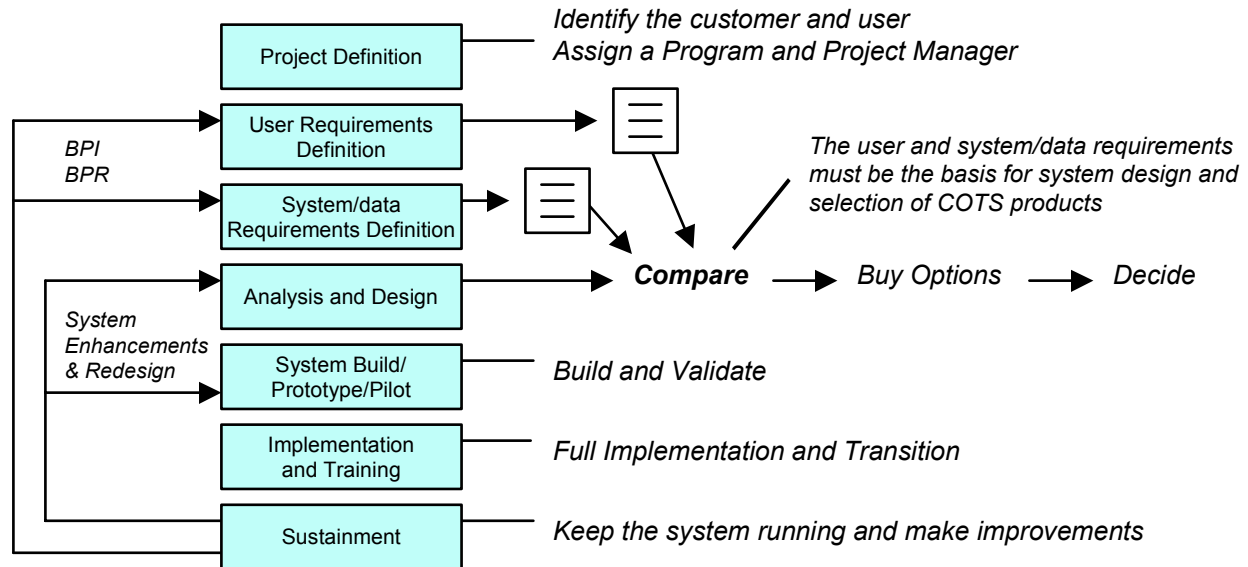 Project Definition
Identify the customer and user
Assign a Program and Project Manager
User Requirements
Definition
BPI
BPR
The user and system/data requirements
must be the basis for system design and
selection of COTS products
System/data
Requirements Definition
Analysis and Design
Compare
Buy Options
Decide
System
Enhancements
& Redesign
System Build/
Prototype/Pilot
Build and Validate
Implementation
and Training
Full Implementation and Transition
Sustainment
Keep the system running and make improvements